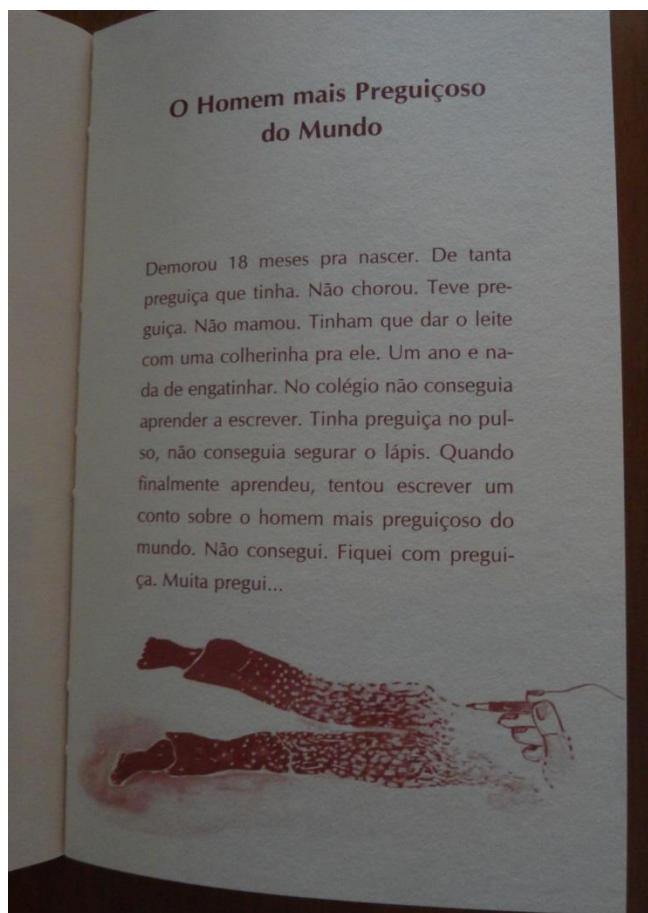 O Homem mais Preguiçoso
do Mundo
Demorou 18 meses pra nascer. De tanta
preguiça que tinha. Não chorou. Teve pre-
guiça. Não mamou. Tinham que dar o leite
com uma colherinha pra ele. Um ano e na-
da de engatinhar. No colégio não conseguia
aprender a escrever. Tinha preguiça no pul-
so, não conseguia segurar o lápis. Quando
finalmente aprendeu, tentou escrever um
conto sobre o homem mais preguiçoso do
mundo. Não consegui. Fiquei com pregui-
ça. Muita pregui...